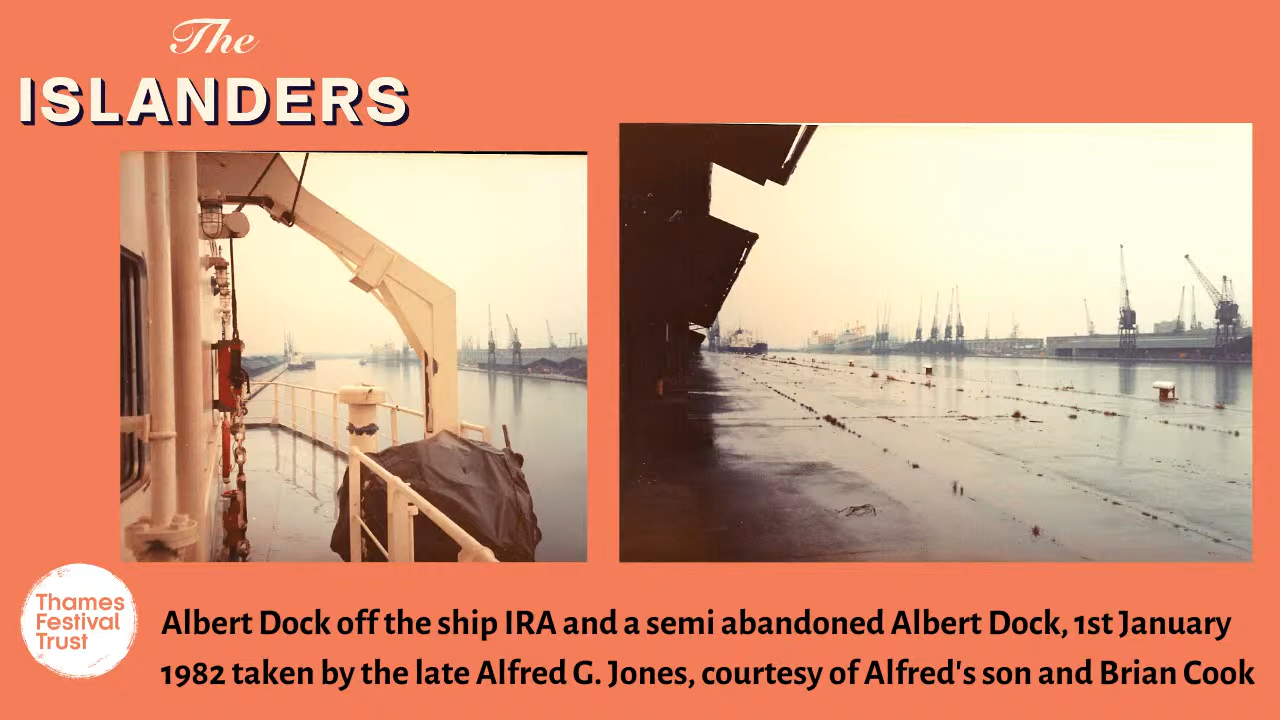 The
ISLANDERS
Thames
Festival
Trust
Albert Dock off the ship IRA and a semi abandoned Albert Dock, 1st January
1982 taken by the late Alfred G. Jones, courtesy of Alfred's son and Brian Cook